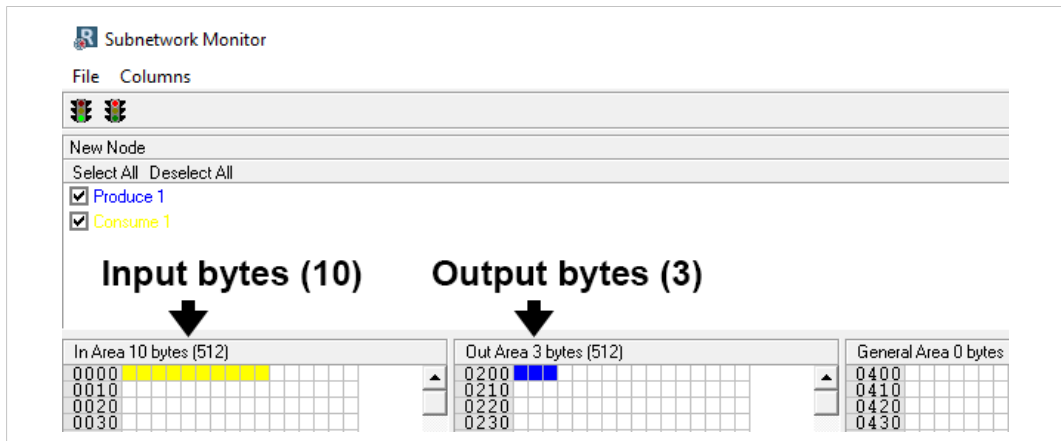 Subnetwork Monitor
File Columns
New Node
Select All Deselect All
Produce 1
Consume 1
Input bytes (10) Output bytes (3)
In Area 10 bytes (512) Out Area 3 bytes (512) General Area 0 bytes
0000 0200 0400
0010 0210 0410
0020 0220 0420
0030 0230 0430